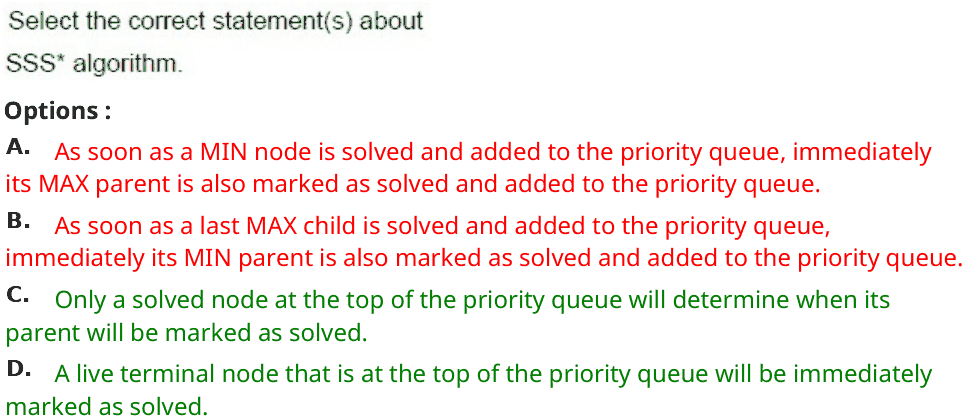 Select the correct statement(s) about
SSS* algorithm.
Options :
A. As soon as a MIN node is solved and added to the priority queue, immediately
its MAX parent is also marked as solved and added to the priority queue.
B. As soon as a last MAX child is solved and added to the priority queue,
immediately its MIN parent is also marked as solved and added to the priority queue.
C. Only a solved node at the top of the priority queue will determine when its
parent will be marked as solved.
D. A live terminal node that is at the top of the priority queue will be immediately
marked as solved.